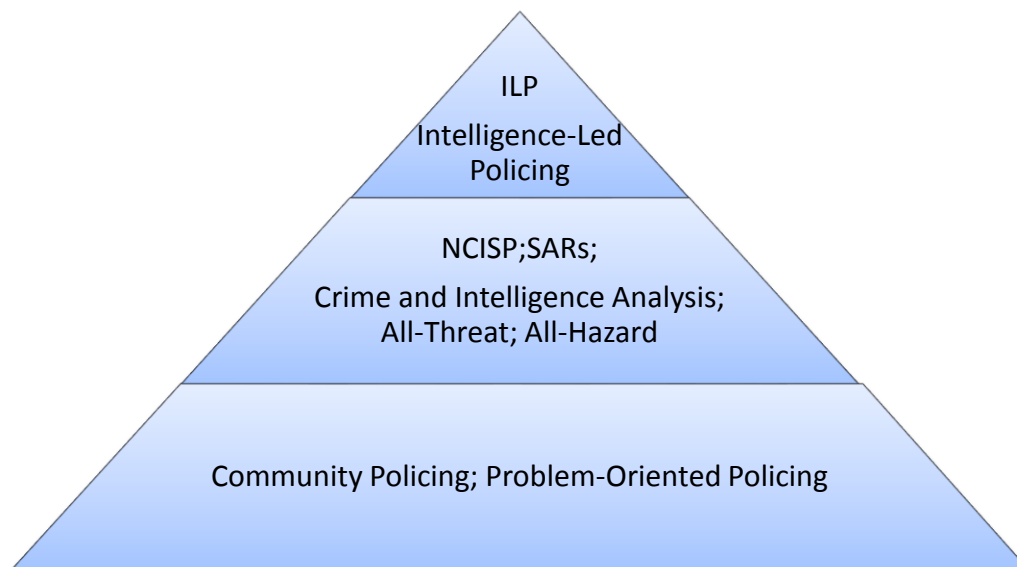 ILP
Intelligence-Led
Policing
NCISP;SARs;
Crime and Intelligence Analysis;
All-Threat; All-Hazard
Community Policing; Problem-Oriented Policing